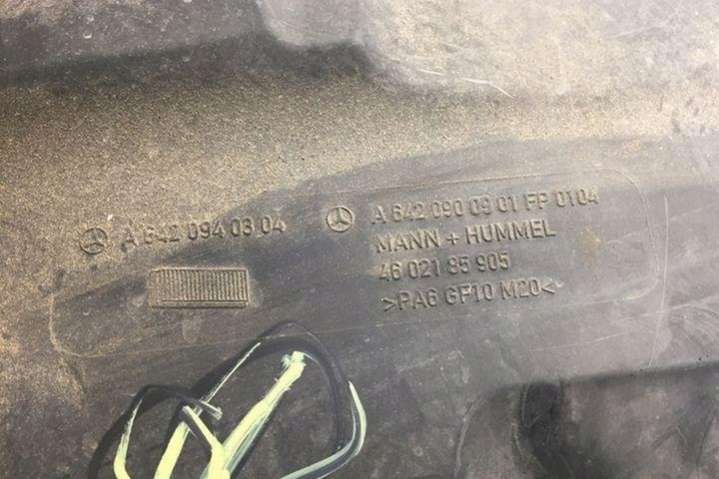 A 642 094 03 04
A 642 090 09 01 FP 0104
MANN + HUMMEL
46 021 85 905
>PA6 GF10 M20<